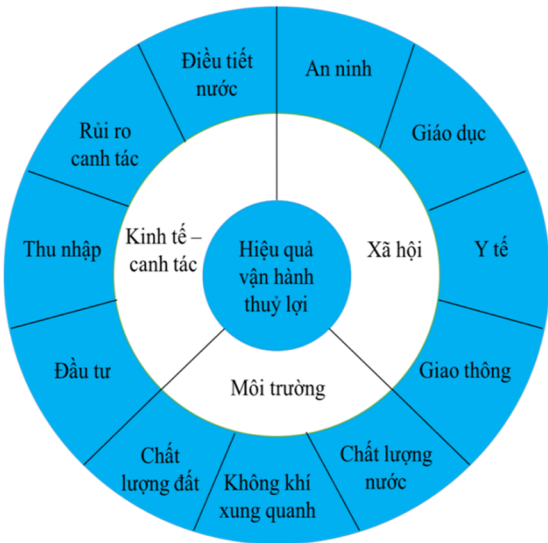 Điều tiết
nước
An ninh
Rủi ro
canh tác
Giáo dục
Thu nhập
Kinh tế –
canh tác
Hiệu quả
vận hành
thuỷ lợi
Xã hội
Y tế
Đầu tư
Môi trường
Giao thông
Chất
lượng đất
Không khí
xung quanh
Chất lượng
nước